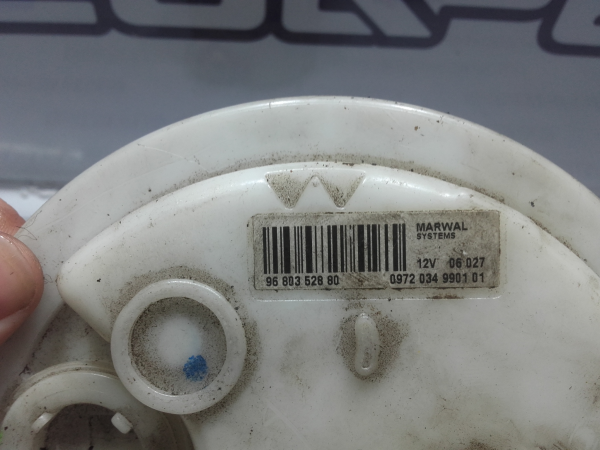 MARWAL
SYSTEMS
12V 06 027
96 803 528 80
0972 034 9901 01